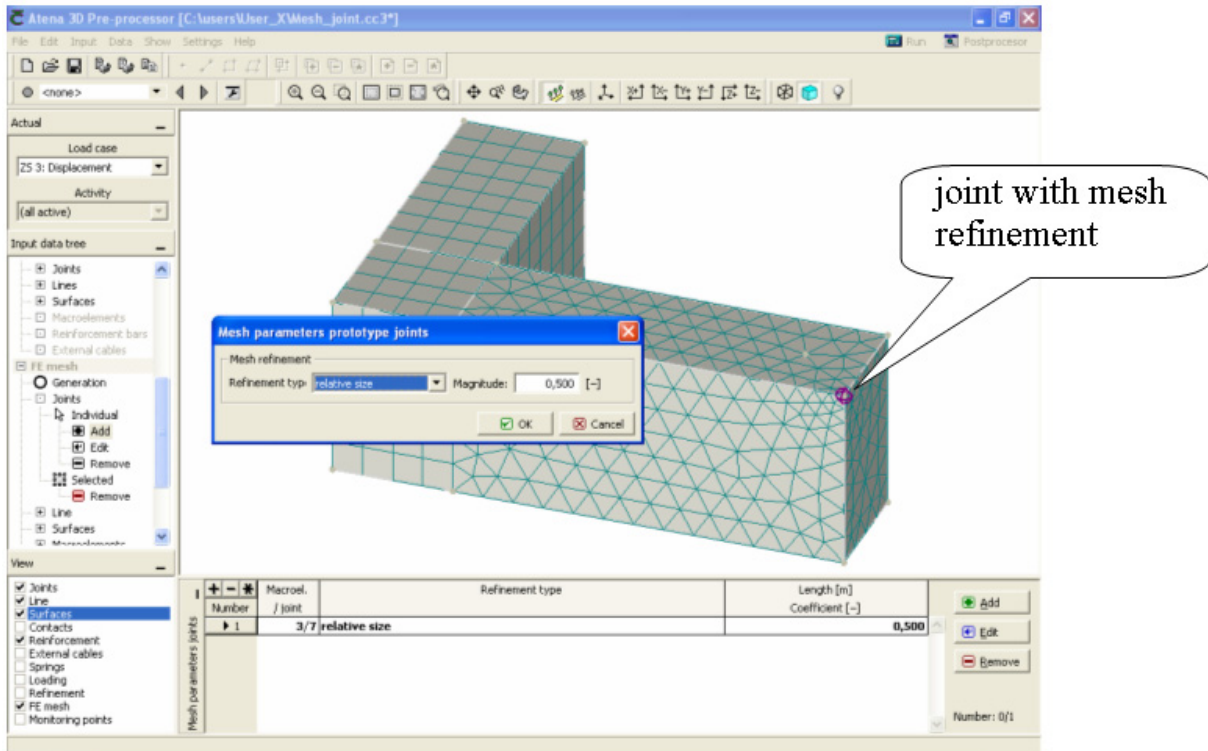 Atena 3D Pre-processor [C:\users\User_X\Mesh_joint.cc3*]
File Edit Input Data Show Settings Help
Run Postprocesor
<none>
Actual
Load case
ZS 3: Displacement
Activity
(all active)
Input data tree
Joints
Lines
Surfaces
Macroelements
Reinforcement bars
External cables
FE mesh
Generation
Joints
Individual
Add
Edit
Remove
Selected
Remove
Line
Surfaces
Macroelements
View
Joints
Line
Surfaces
Contacts
Reinforcement
External cables
Springs
Loading
Refinement
FE mesh
Monitoring points
joint with mesh
refinement
Mesh parameters prototype joints
Mesh refinement
Refinement typ: relative size Magnitude: 0,500 [-]
OK Cancel
Mesh parameters joints
Number Macroel. / joint Refinement type Length [m] Coefficient [-]
1 3/7 relative size 0,500
Add
Edit
Remove
Number: 0/1